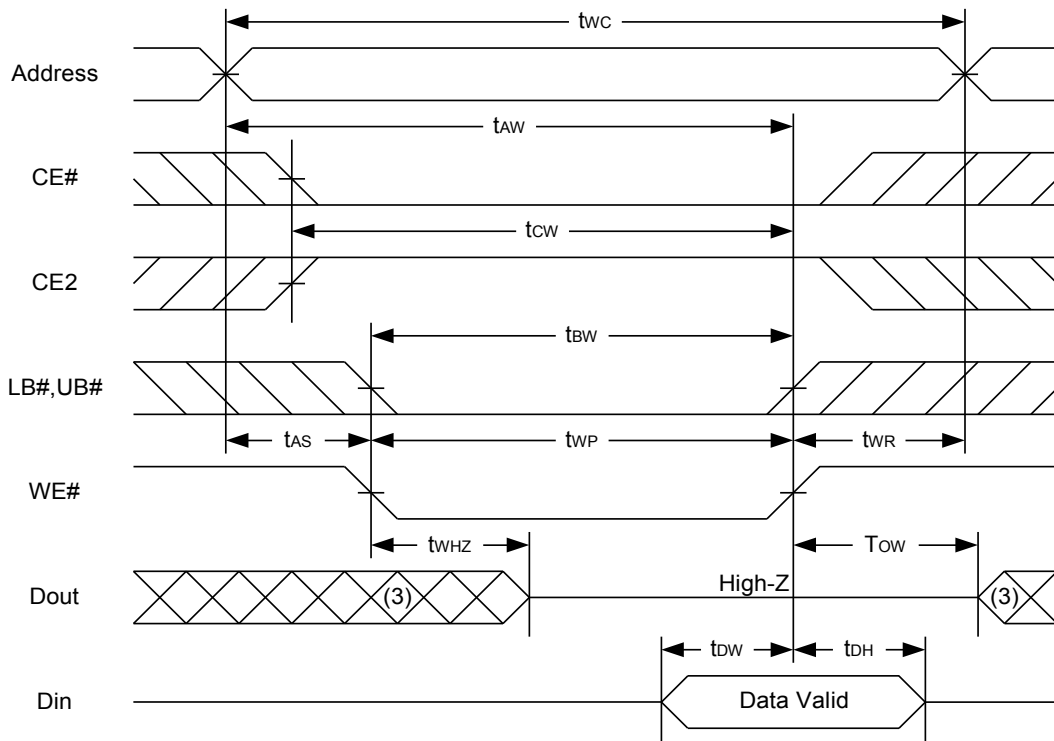 tWC
Address
tAW
CE#
tCW
CE2
tBW
LB#,UB#
tAS tWP tWR
WE#
tWHZ TOW
Dout (3) High-Z (3)
tDW tDH
Din Data Valid